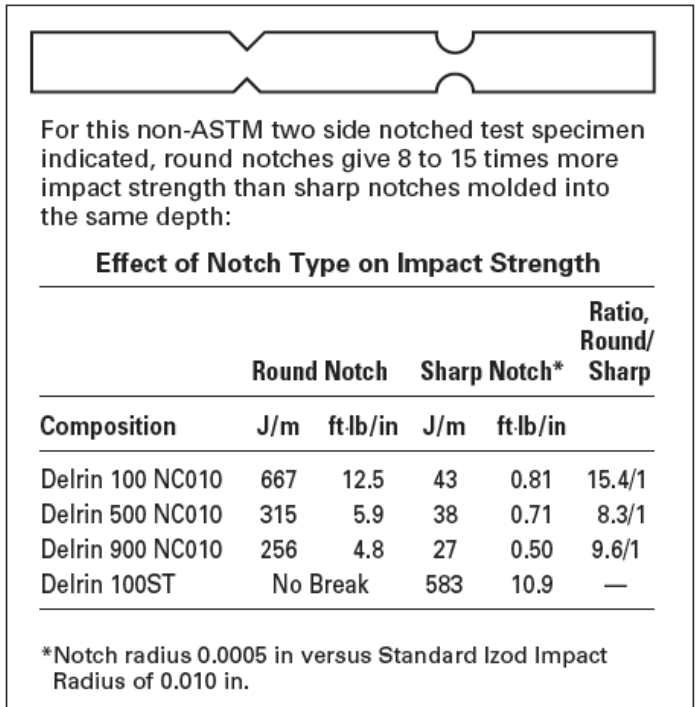 For this non-ASTM two side notched test specimen
indicated, round notches give 8 to 15 times more
impact strength than sharp notches molded into
the same depth:
Effect of Notch Type on Impact Strength
Ratio,
Round/
Round Notch Sharp Notch* Sharp
Composition J/m ft·lb/in J/m ft·lb/in
Delrin 100 NC010 667 12.5 43 0.81 15.4/1
Delrin 500 NC010 315 5.9 38 0.71 8.3/1
Delrin 900 NC010 256 4.8 27 0.50 9.6/1
Delrin 100ST No Break 583 10.9 —
*Notch radius 0.0005 in versus Standard Izod Impact
Radius of 0.010 in.